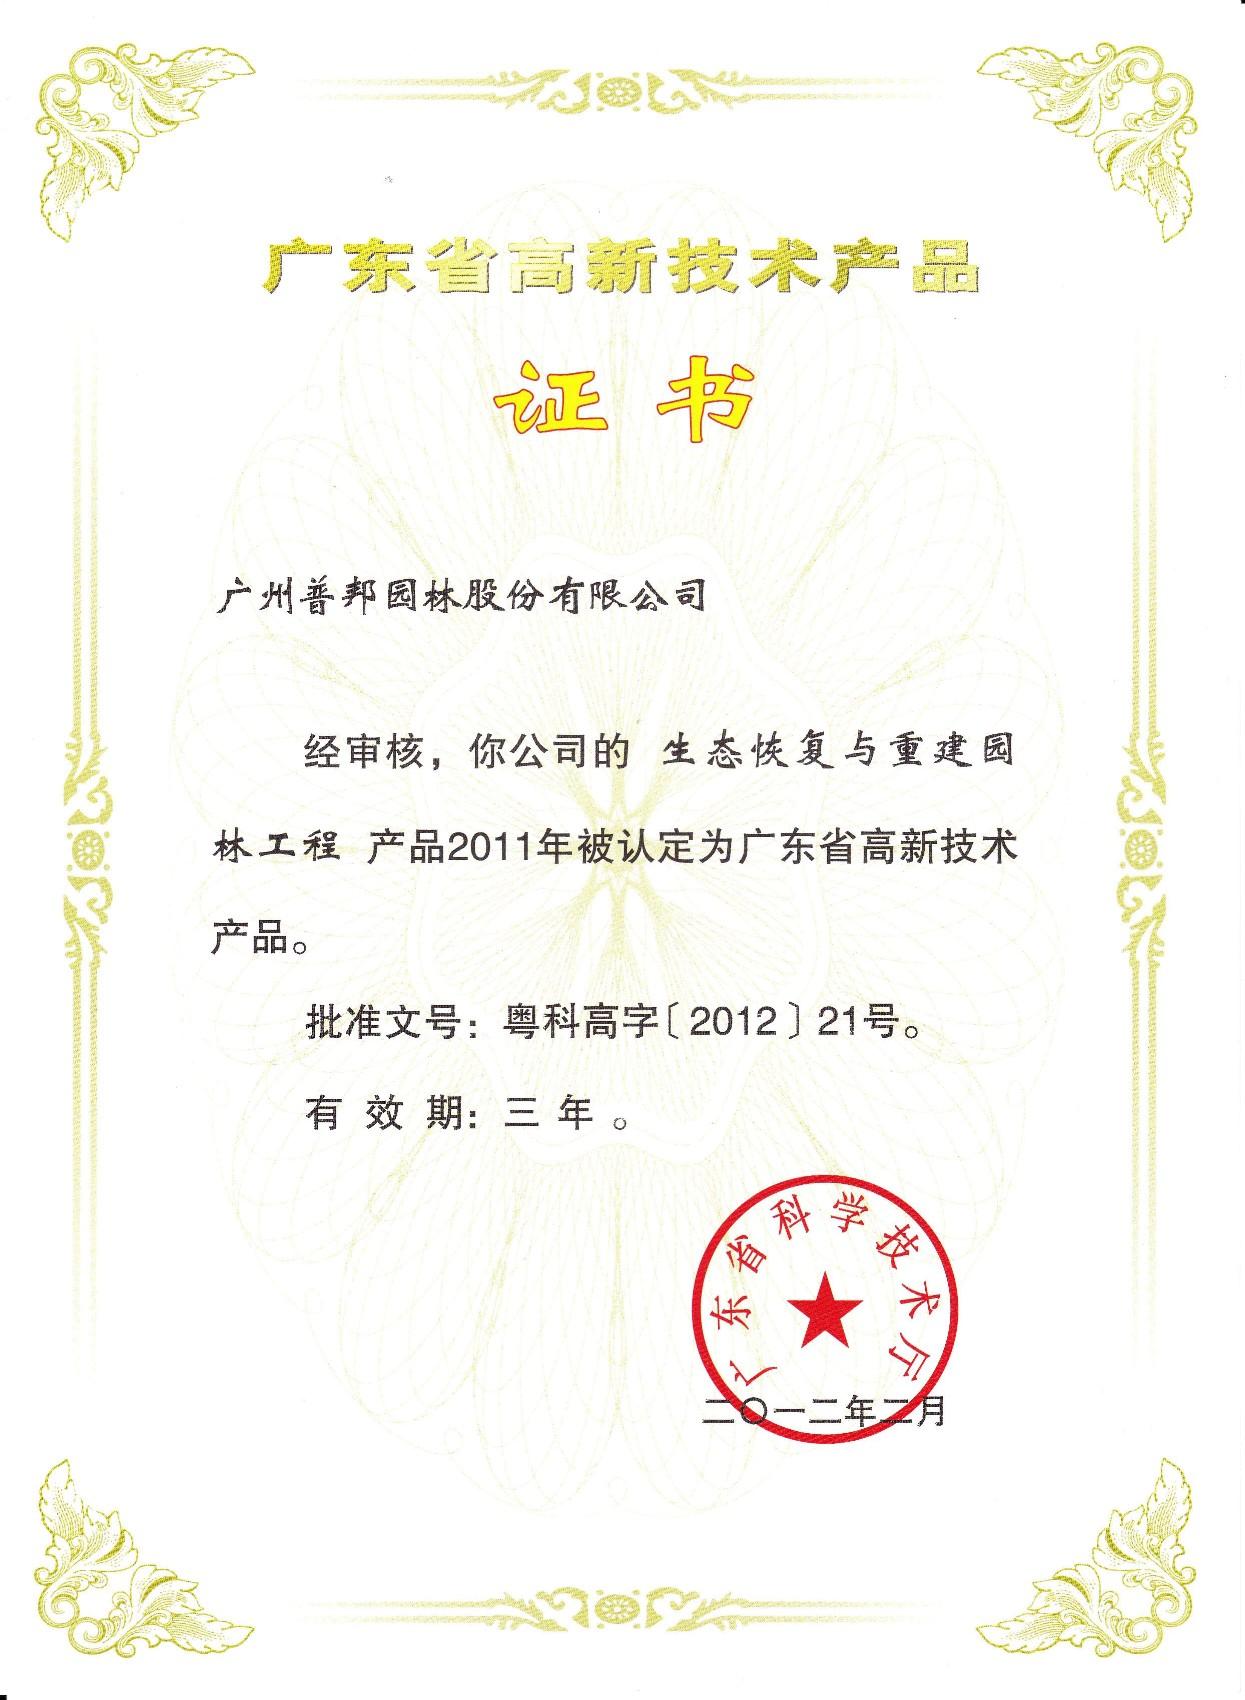 广东省高新技术产品
证书
广州普邦园林股份有限公司
经审核，你公司的 生态恢复与重建园
林工程 产品2011年被认定为广东省高新技术
产品。
批准文号：粤科高字〔2012〕21号。
有 效 期：三 年 。
广东省科学技术厅
二〇一二年二月